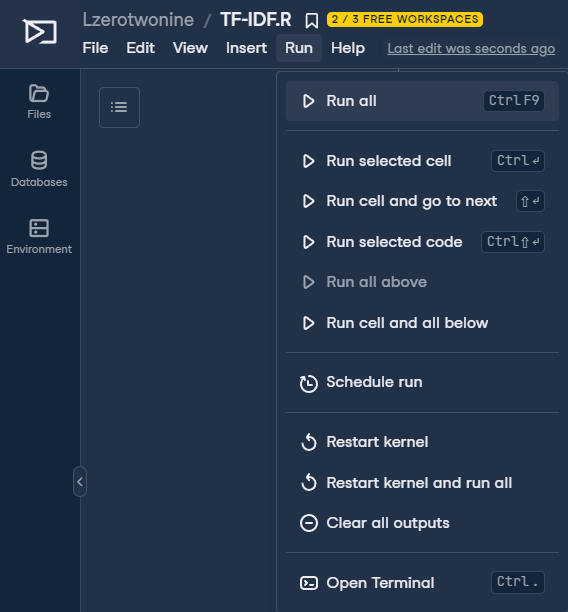 Lzerotwonine / TF-IDF.R 2 / 3 FREE WORKSPACES
File Edit View Insert Run Help Last edit was seconds ago
Files
Databases
Environment
Run all Ctrl F9
Run selected cell Ctrl ↵
Run cell and go to next ⇧ ↵
Run selected code Ctrl ⇧ ↵
Run all above
Run cell and all below
Schedule run
Restart kernel
Restart kernel and run all
Clear all outputs
Open Terminal Ctrl .